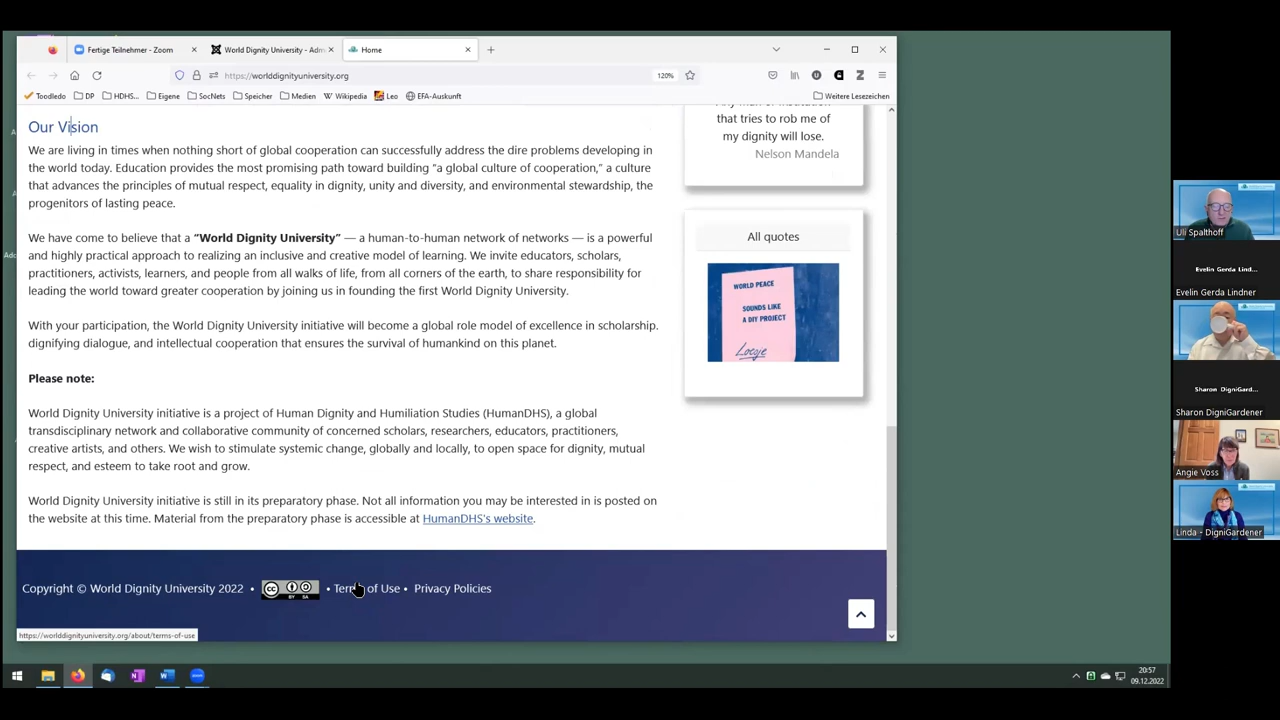 Fertige Teilnehmer - Zoom
World Dignity University - Adm
Home
https://worlddignityuniversity.org
120%
Toodledo
DP
HDHS...
Eigene
SocNets
Speicher
Medien
Wikipedia
Leo
EFA-Auskunft
Weitere Lesezeichen
Our Vision
We are living in times when nothing short of global cooperation can successfully address the dire problems developing in
the world today. Education provides the most promising path toward building "a global culture of cooperation," a culture
that advances the principles of mutual respect, equality in dignity, unity and diversity, and environmental stewardship, the
progenitors of lasting peace.
We have come to believe that a "World Dignity University" — a human-to-human network of networks — is a powerful
and highly practical approach to realizing an inclusive and creative model of learning. We invite educators, scholars,
practitioners, activists, learners, and people from all walks of life, from all corners of the earth, to share responsibility for
leading the world toward greater cooperation by joining us in founding the first World Dignity University.
With your participation, the World Dignity University initiative will become a global role model of excellence in scholarship.
dignifying dialogue, and intellectual cooperation that ensures the survival of humankind on this planet.
Please note:
World Dignity University initiative is a project of Human Dignity and Humiliation Studies (HumanDHS), a global
transdisciplinary network and collaborative community of concerned scholars, researchers, educators, practitioners,
creative artists, and others. We wish to stimulate systemic change, globally and locally, to open space for dignity, mutual
respect, and esteem to take root and grow.
World Dignity University initiative is still in its preparatory phase. Not all information you may be interested in is posted on
the website at this time. Material from the preparatory phase is accessible at HumanDHS's website.
Any man or institution
that tries to rob me of
my dignity will lose.
Nelson Mandela
All quotes
WORLD PEACE
SOUNDS LIKE
A DIY PROJECT
Loesje
Copyright © World Dignity University 2022 • CC BY SA • Terms of Use • Privacy Policies
https://worlddignityuniversity.org/about/terms-of-use
20:57
09.12.2022
Uli Spalthoff
Evelin Gerda Lind...
Evelin Gerda Lindner
Sharon DigniGard...
Sharon DigniGardener
Angie Voss
Linda - DigniGardener